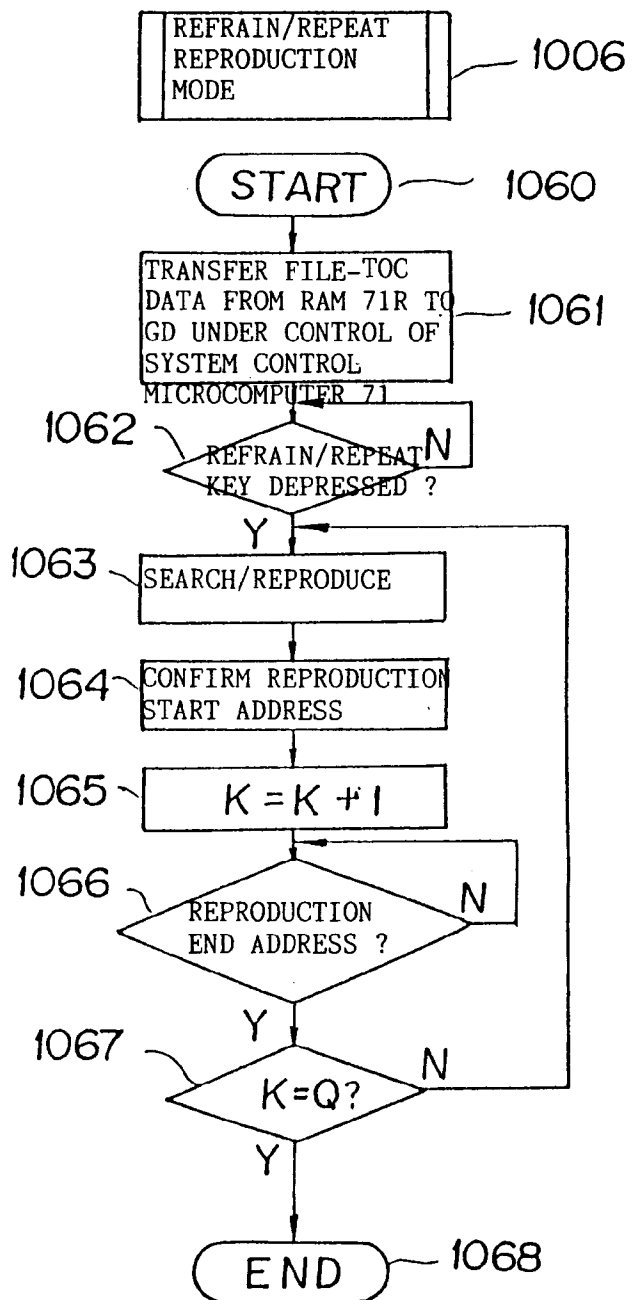 REFRAIN/REPEAT
REPRODUCTION
MODE
1006
START
1060
TRANSFER FILE-TOC
DATA FROM RAM 71R TO
GD UNDER CONTROL OF
SYSTEM CONTROL
MICROCOMPUTER 71
1061
1062
REFRAIN/REPEAT
KEY DEPRESSED ?
N
Y
1063
SEARCH/REPRODUCE
1064
CONFIRM REPRODUCTION
START ADDRESS
1065
K = K + 1
1066
REPRODUCTION
END ADDRESS ?
N
Y
1067
K=Q?
N
Y
END
1068